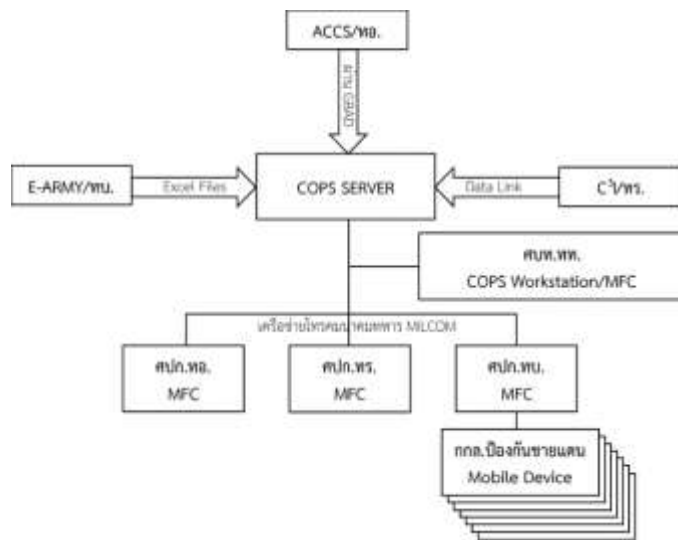 ACCS/ทอ.
ผ่าน GBAD
E-ARMY/ทบ.
Excel Files
COPS SERVER
Data Link
C³I/ทร.
ศบท.ทท.
COPS Workstation/MFC
เครือข่ายโทรคมนาคมทหาร MILCOM
ศปก.ทอ.
MFC
ศปก.ทร.
MFC
ศปก.ทบ.
MFC
กกล.ป้องกันชายแดน
Mobile Device